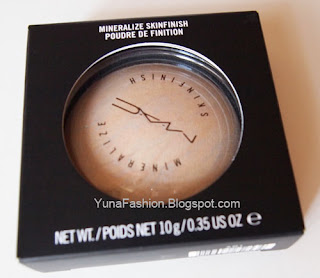 MINERALIZE SKINFINISH
POUDRE DE FINITION
SKINFINISH
MAC
MINERALIZE
YunaFashion.Blogspot.com
NET WT./POIDS NET 10g/0.35 US OZ ℮